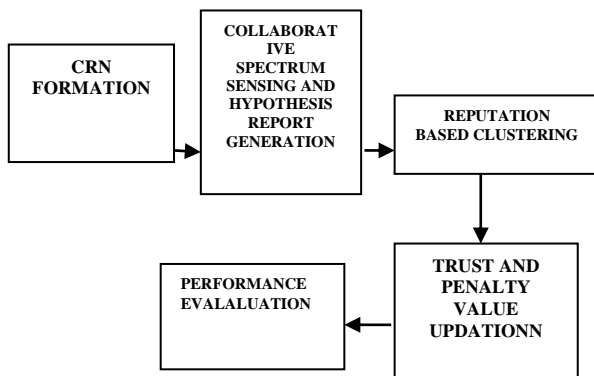 CRN
FORMATION
COLLABORAT
IVE
SPECTRUM
SENSING AND
HYPOTHESIS
REPORT
GENERATION
REPUTATION
BASED CLUSTERING
TRUST AND
PENALTY
VALUE
UPDATIONN
PERFORMANCE
EVALALUATION